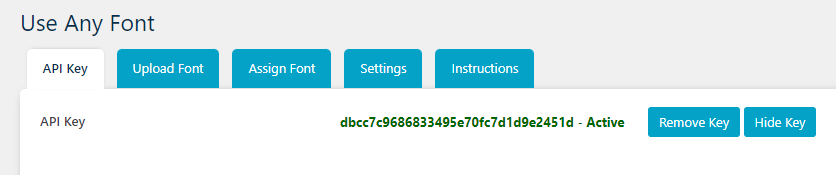 Use Any Font
API Key Upload Font Assign Font Settings Instructions
API Key dbcc7c9686833495e70fc7d1d9e2451d - Active Remove Key Hide Key